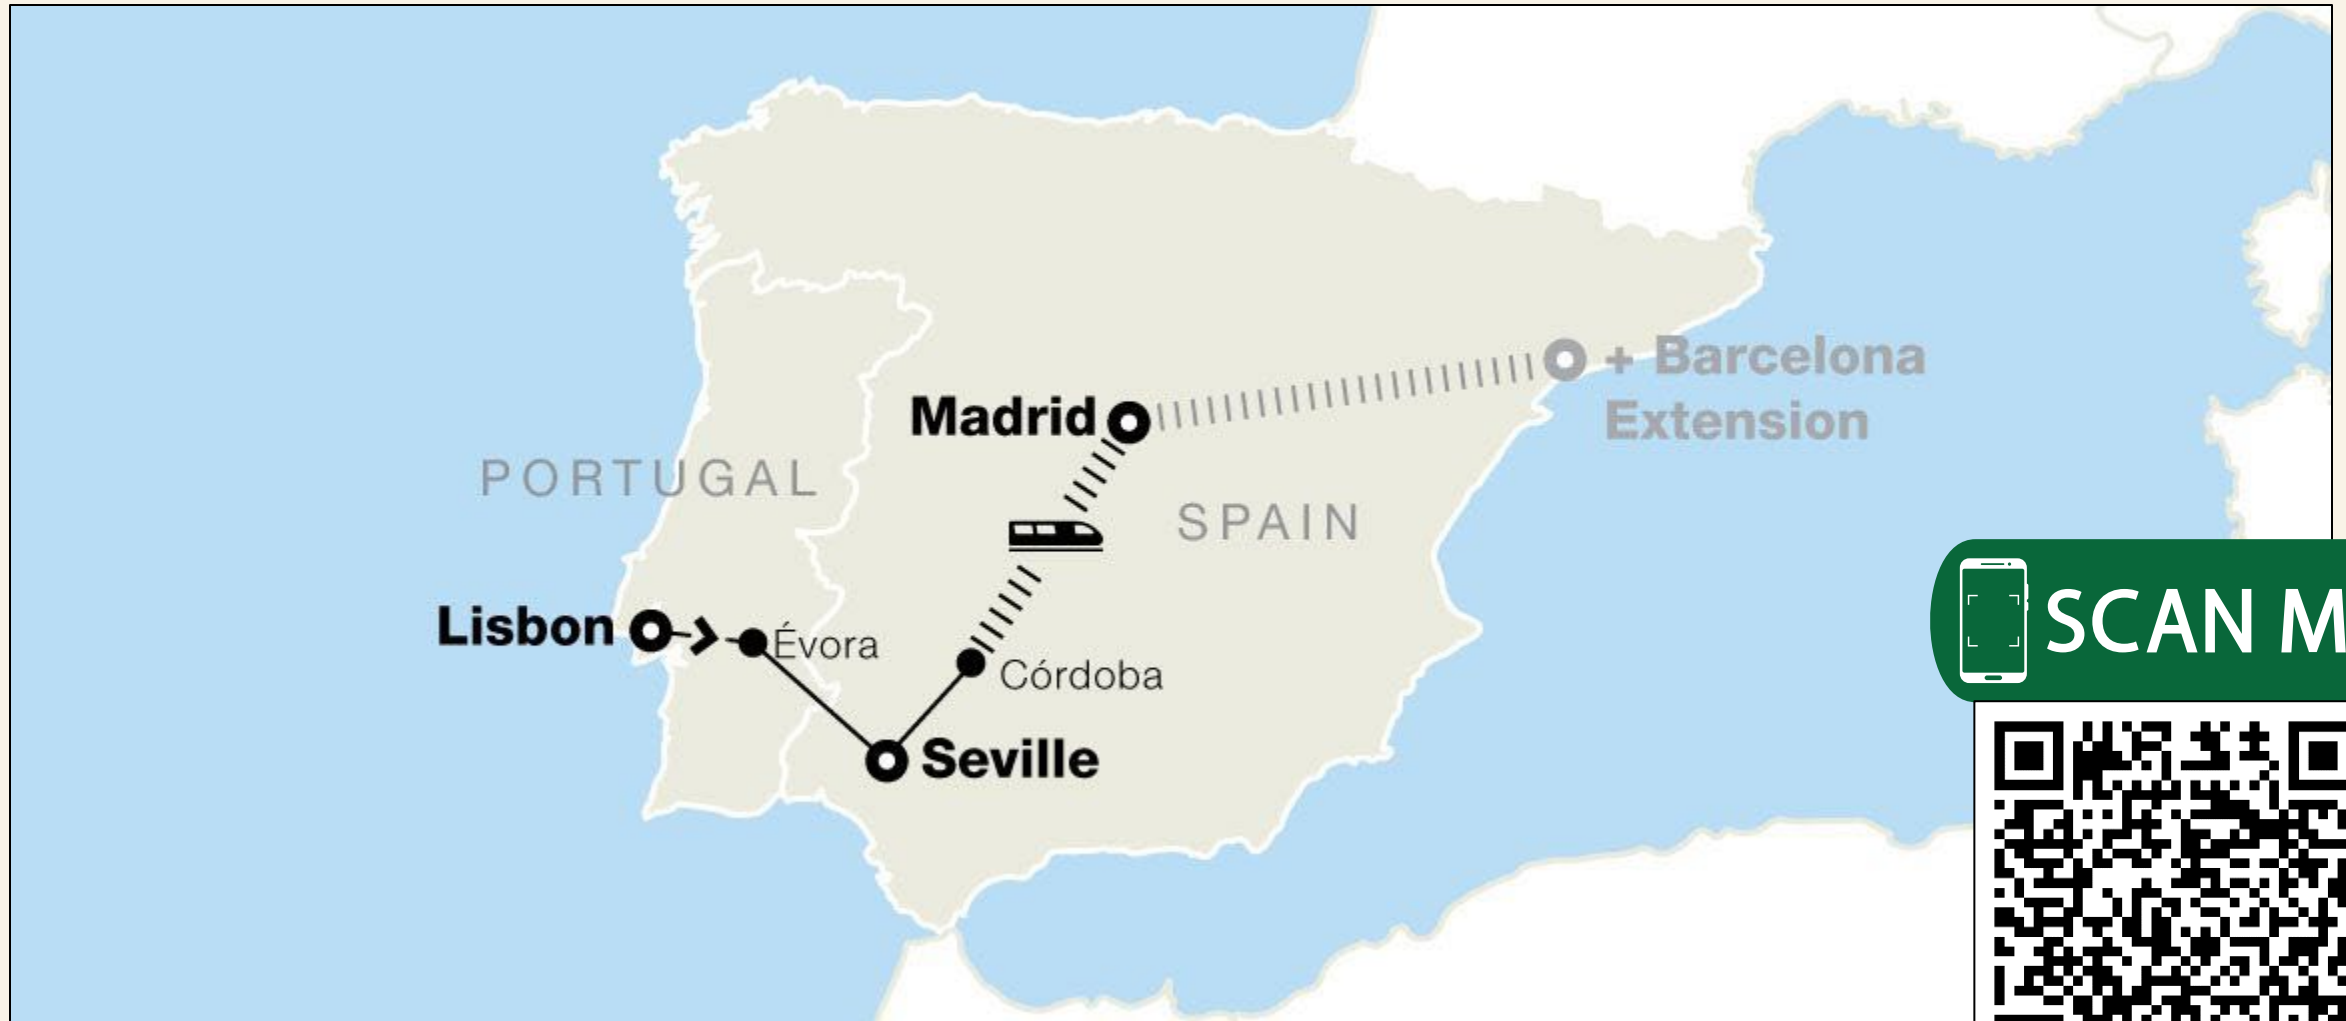 + Barcelona
Extension
Madrid
PORTUGAL
SPAIN
Lisbon
Évora
Córdoba
Seville
SCAN M